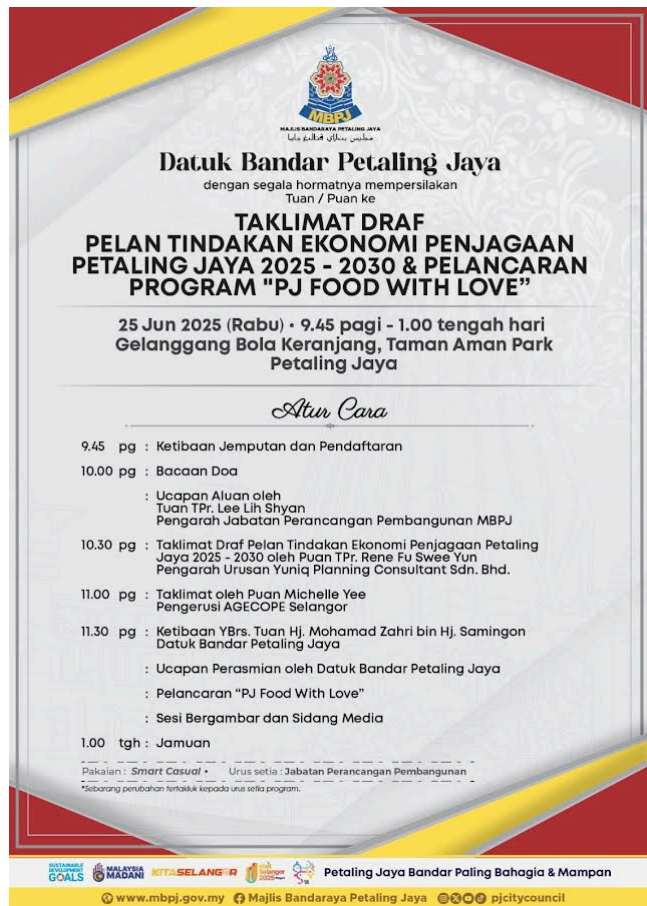 MBPJ
MAJLIS BANDARAYA PETALING JAYA
مجليس بندراي ڤتاليڠ جايا
Datuk Bandar Petaling Jaya
dengan segala hormatnya mempersilakan
Tuan / Puan ke
TAKLIMAT DRAF
PELAN TINDAKAN EKONOMI PENJAGAAN
PETALING JAYA 2025 - 2030 & PELANCARAN
PROGRAM "PJ FOOD WITH LOVE”
25 Jun 2025 (Rabu) • 9.45 pagi - 1.00 tengah hari
Gelanggang Bola Keranjang, Taman Aman Park
Petaling Jaya
Atur Cara
9.45 pg : Ketibaan Jemputan dan Pendaftaran
10.00 pg : Bacaan Doa
: Ucapan Aluan oleh
Tuan TPr. Lee Lih Shyan
Pengarah Jabatan Perancangan Pembangunan MBPJ
10.30 pg : Taklimat Draf Pelan Tindakan Ekonomi Penjagaan Petaling
Jaya 2025 - 2030 oleh Puan TPr. Rene Fu Swee Yun
Pengarah Urusan Yuniq Planning Consultant Sdn. Bhd.
11.00 pg : Taklimat oleh Puan Michelle Yee
Pengerusi AGECOPE Selangor
11.30 pg : Ketibaan YBrs. Tuan Hj. Mohamad Zahri bin Hj. Samingon
Datuk Bandar Petaling Jaya
: Ucapan Perasmian oleh Datuk Bandar Petaling Jaya
: Pelancaran “PJ Food With Love”
: Sesi Bergambar dan Sidang Media
1.00 tgh : Jamuan
Pakaian : Smart Casual • Urus setia : Jabatan Perancangan Pembangunan
*Sebarang perubahan tertakluk kepada urus setia program.
SUSTAINABLE DEVELOPMENT GOALS MALAYSIA MADANI KITASELANGOR Selangor 2025 Petaling Jaya Bandar Paling Bahagia & Mampan
www.mbpj.gov.my Majlis Bandaraya Petaling Jaya pjcitycouncil